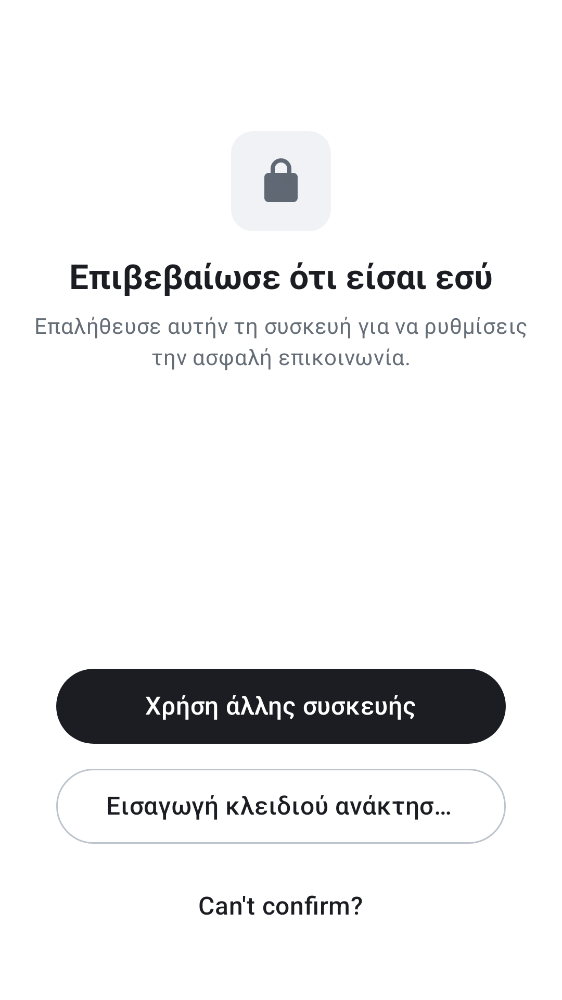 Επιβεβαίωσε ότι είσαι εσύ
Επαλήθευσε αυτήν τη συσκευή για να ρυθμίσεις
την ασφαλή επικοινωνία.
Χρήση άλλης συσκευής
Εισαγωγή κλειδιού ανάκτησ…
Can't confirm?